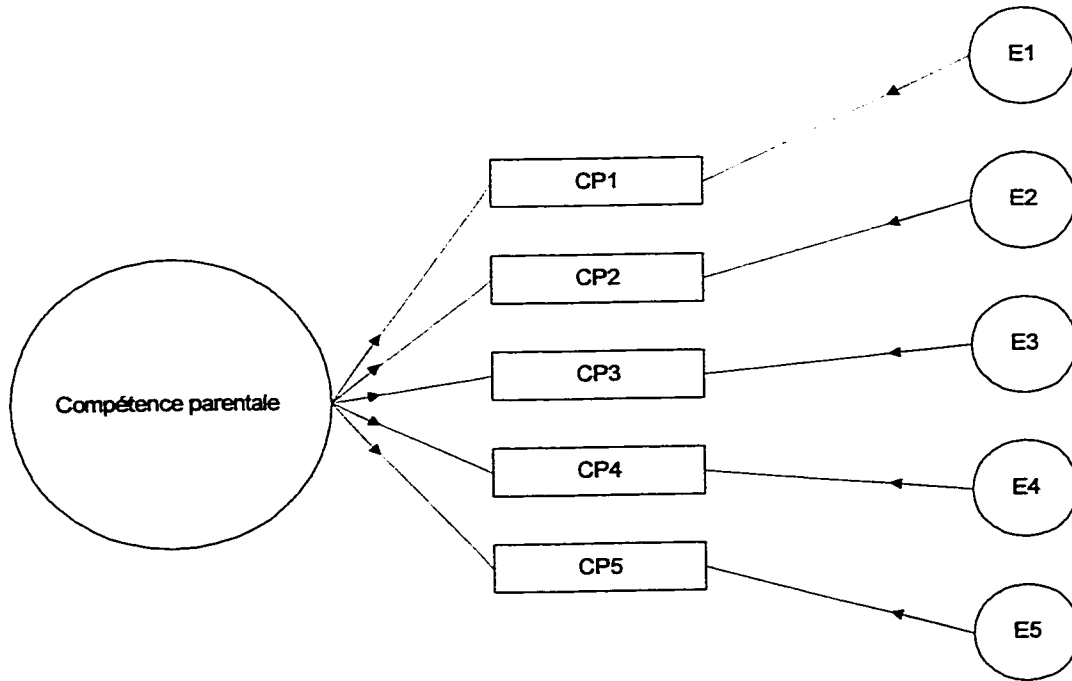 E1
CP1
E2
CP2
E3
CP3
Compétence parentale
CP4
E4
CP5
E5